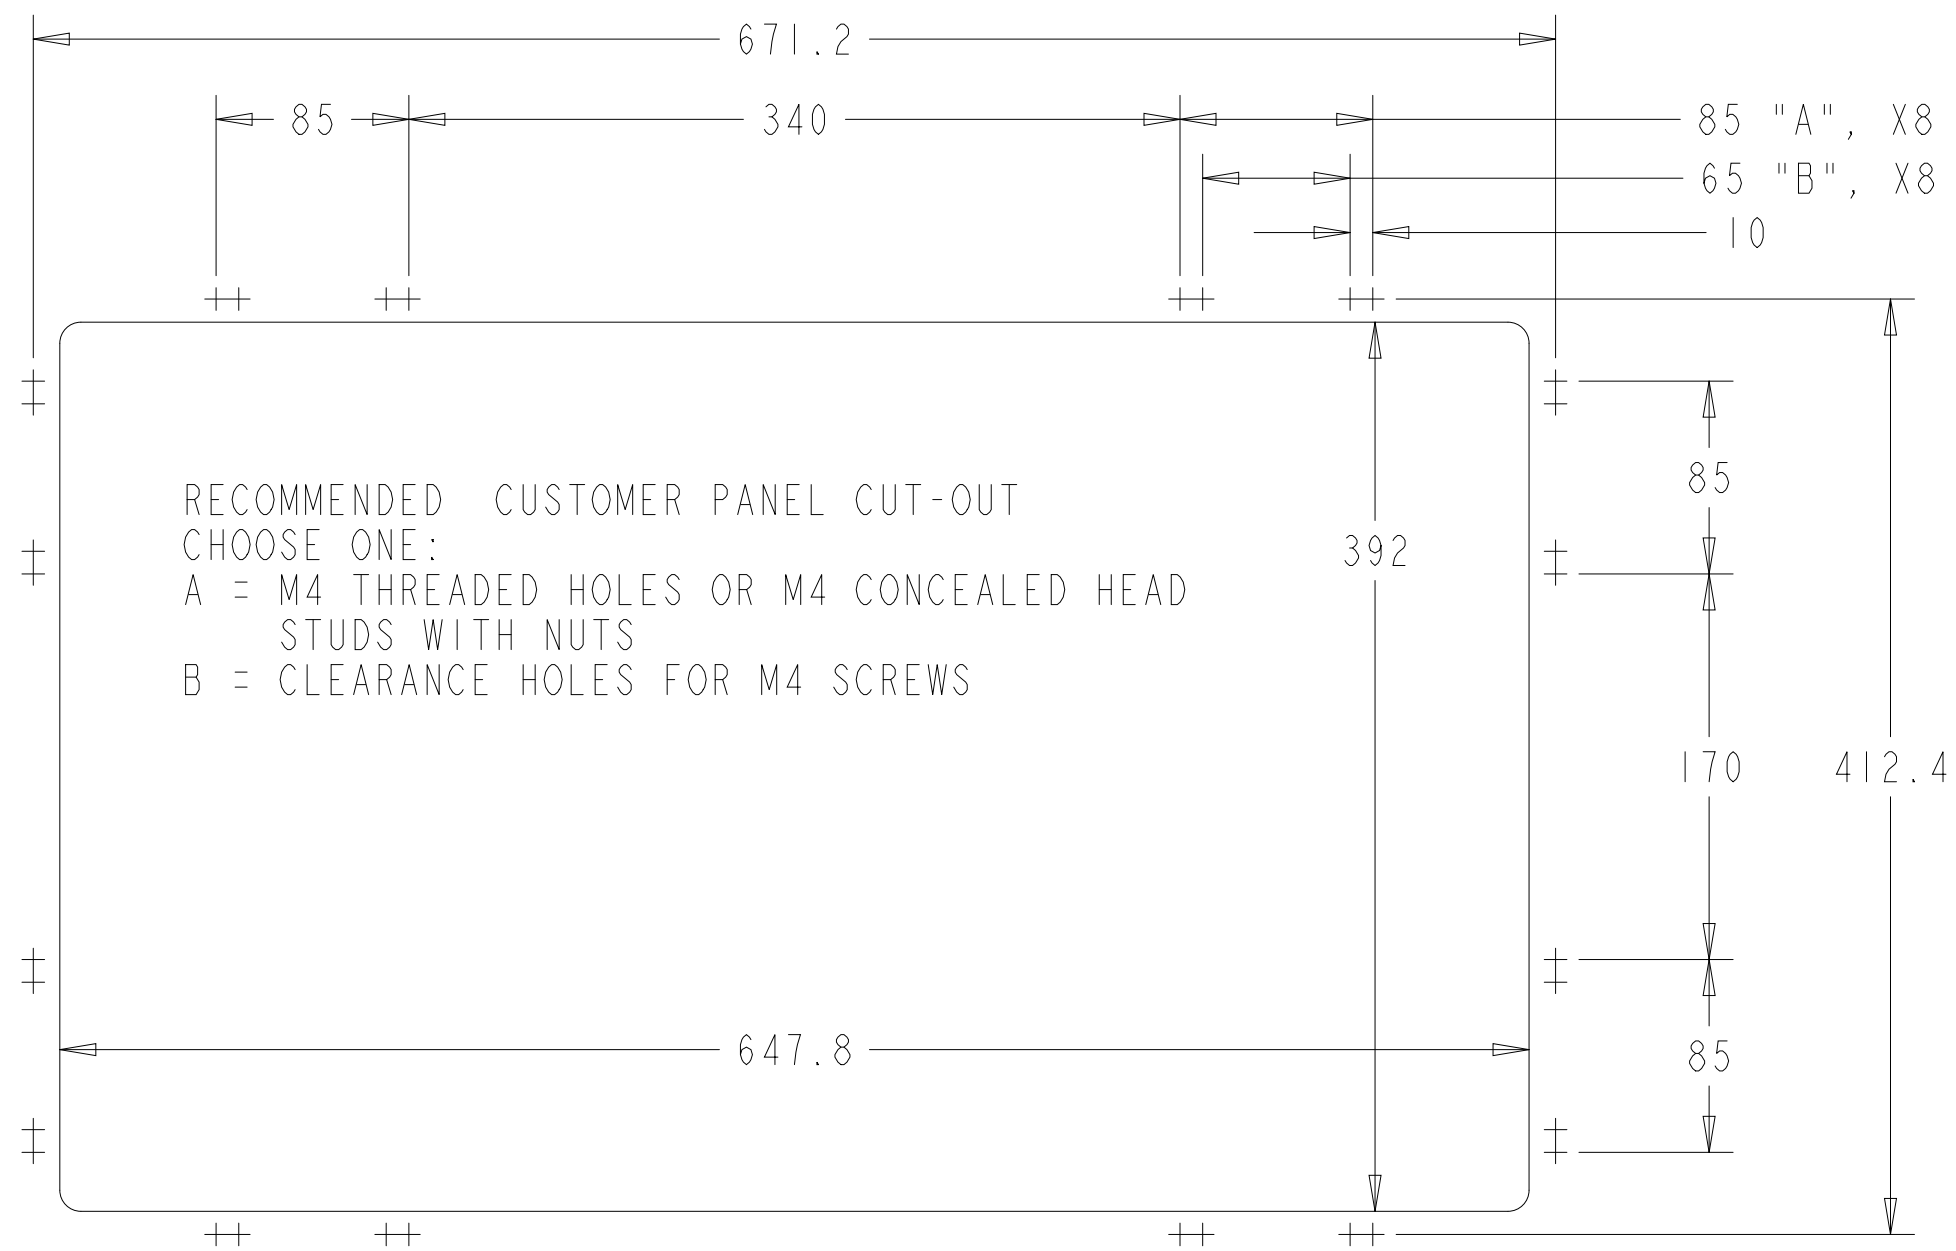 671.2
85
340
85 "A", X8
65 "B", X8
10
RECOMMENDED CUSTOMER PANEL CUT-OUT
CHOOSE ONE:
A = M4 THREADED HOLES OR M4 CONCEALED HEAD
STUDS WITH NUTS
B = CLEARANCE HOLES FOR M4 SCREWS
392
85
170
412.4
647.8
85